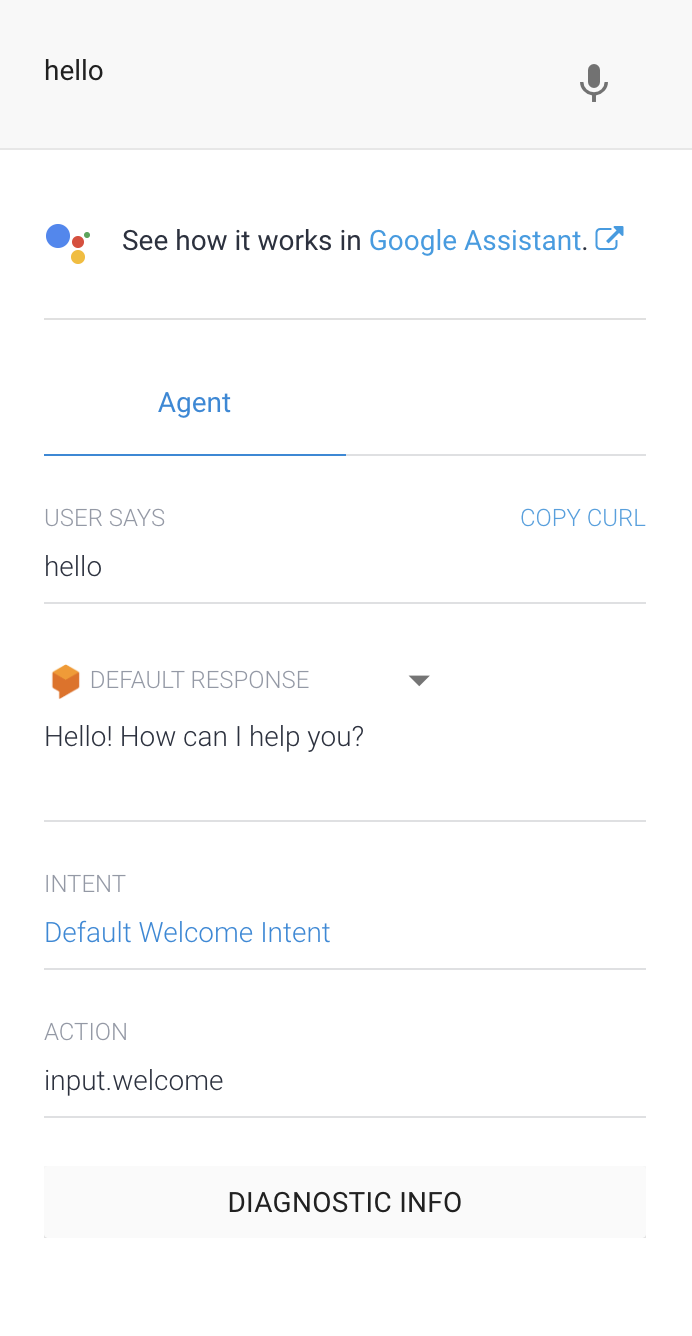 hello
See how it works in Google Assistant.
Agent
USER SAYS COPY CURL
hello
DEFAULT RESPONSE
Hello! How can I help you?
INTENT
Default Welcome Intent
ACTION
input.welcome
DIAGNOSTIC INFO